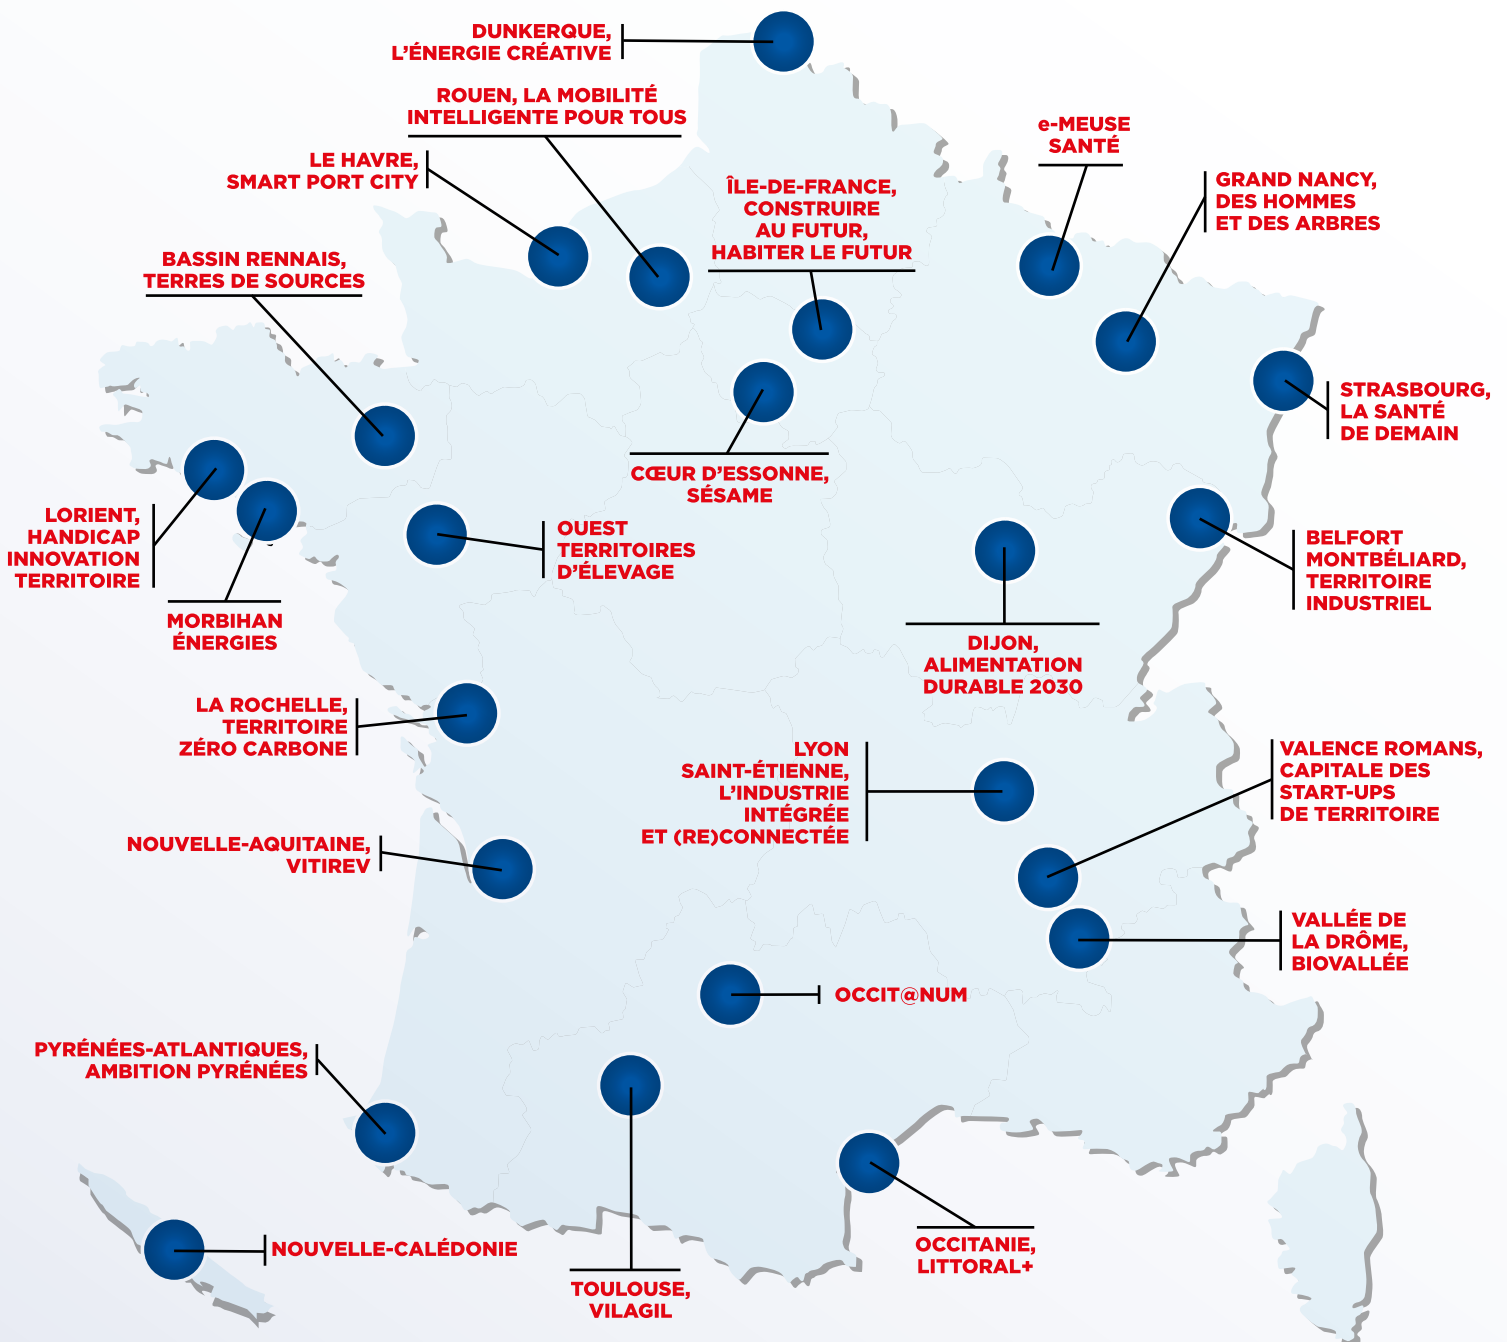 DUNKERQUE,
L'ÉNERGIE CRÉATIVE
ROUEN, LA MOBILITÉ
INTELLIGENTE POUR TOUS
LE HAVRE,
SMART PORT CITY
e-MEUSE
SANTÉ
GRAND NANCY,
DES HOMMES
ET DES ARBRES
ÎLE-DE-FRANCE,
CONSTRUIRE
AU FUTUR,
HABITER LE FUTUR
BASSIN RENNAIS,
TERRES DE SOURCES
STRASBOURG,
LA SANTÉ
DE DEMAIN
CŒUR D'ESSONNE,
SÉSAME
LORIENT,
HANDICAP
INNOVATION
TERRITOIRE
OUEST
TERRITOIRES
D'ÉLEVAGE
BELFORT
MONTBÉLIARD,
TERRITOIRE
INDUSTRIEL
MORBIHAN
ÉNERGIES
DIJON,
ALIMENTATION
DURABLE 2030
LA ROCHELLE,
TERRITOIRE
ZÉRO CARBONE
LYON
SAINT-ÉTIENNE,
L'INDUSTRIE
INTÉGRÉE
ET (RE)CONNECTÉE
VALENCE ROMANS,
CAPITALE DES
START-UPS
DE TERRITOIRE
NOUVELLE-AQUITAINE,
VITIREV
VALLÉE DE
LA DRÔME,
BIOVALLÉE
OCCIT@NUM
PYRÉNÉES-ATLANTIQUES,
AMBITION PYRÉNÉES
NOUVELLE-CALÉDONIE
OCCITANIE,
LITTORAL+
TOULOUSE,
VILAGIL